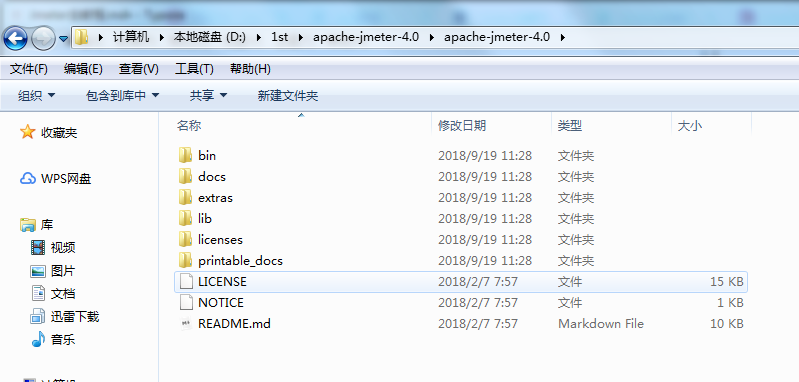 计算机 本地磁盘 (D:) 1st apache-jmeter-4.0 apache-jmeter-4.0
文件(F) 编辑(E) 查看(V) 工具(T) 帮助(H)
组织 包含到库中 共享 新建文件夹
收藏夹
WPS网盘
库
视频
图片
文档
迅雷下载
音乐
名称 修改日期 类型 大小
bin 2018/9/19 11:28 文件夹
docs 2018/9/19 11:28 文件夹
extras 2018/9/19 11:28 文件夹
lib 2018/9/19 11:28 文件夹
licenses 2018/9/19 11:28 文件夹
printable_docs 2018/9/19 11:28 文件夹
LICENSE 2018/2/7 7:57 文件 15 KB
NOTICE 2018/2/7 7:57 文件 1 KB
README.md 2018/2/7 7:57 Markdown File 10 KB